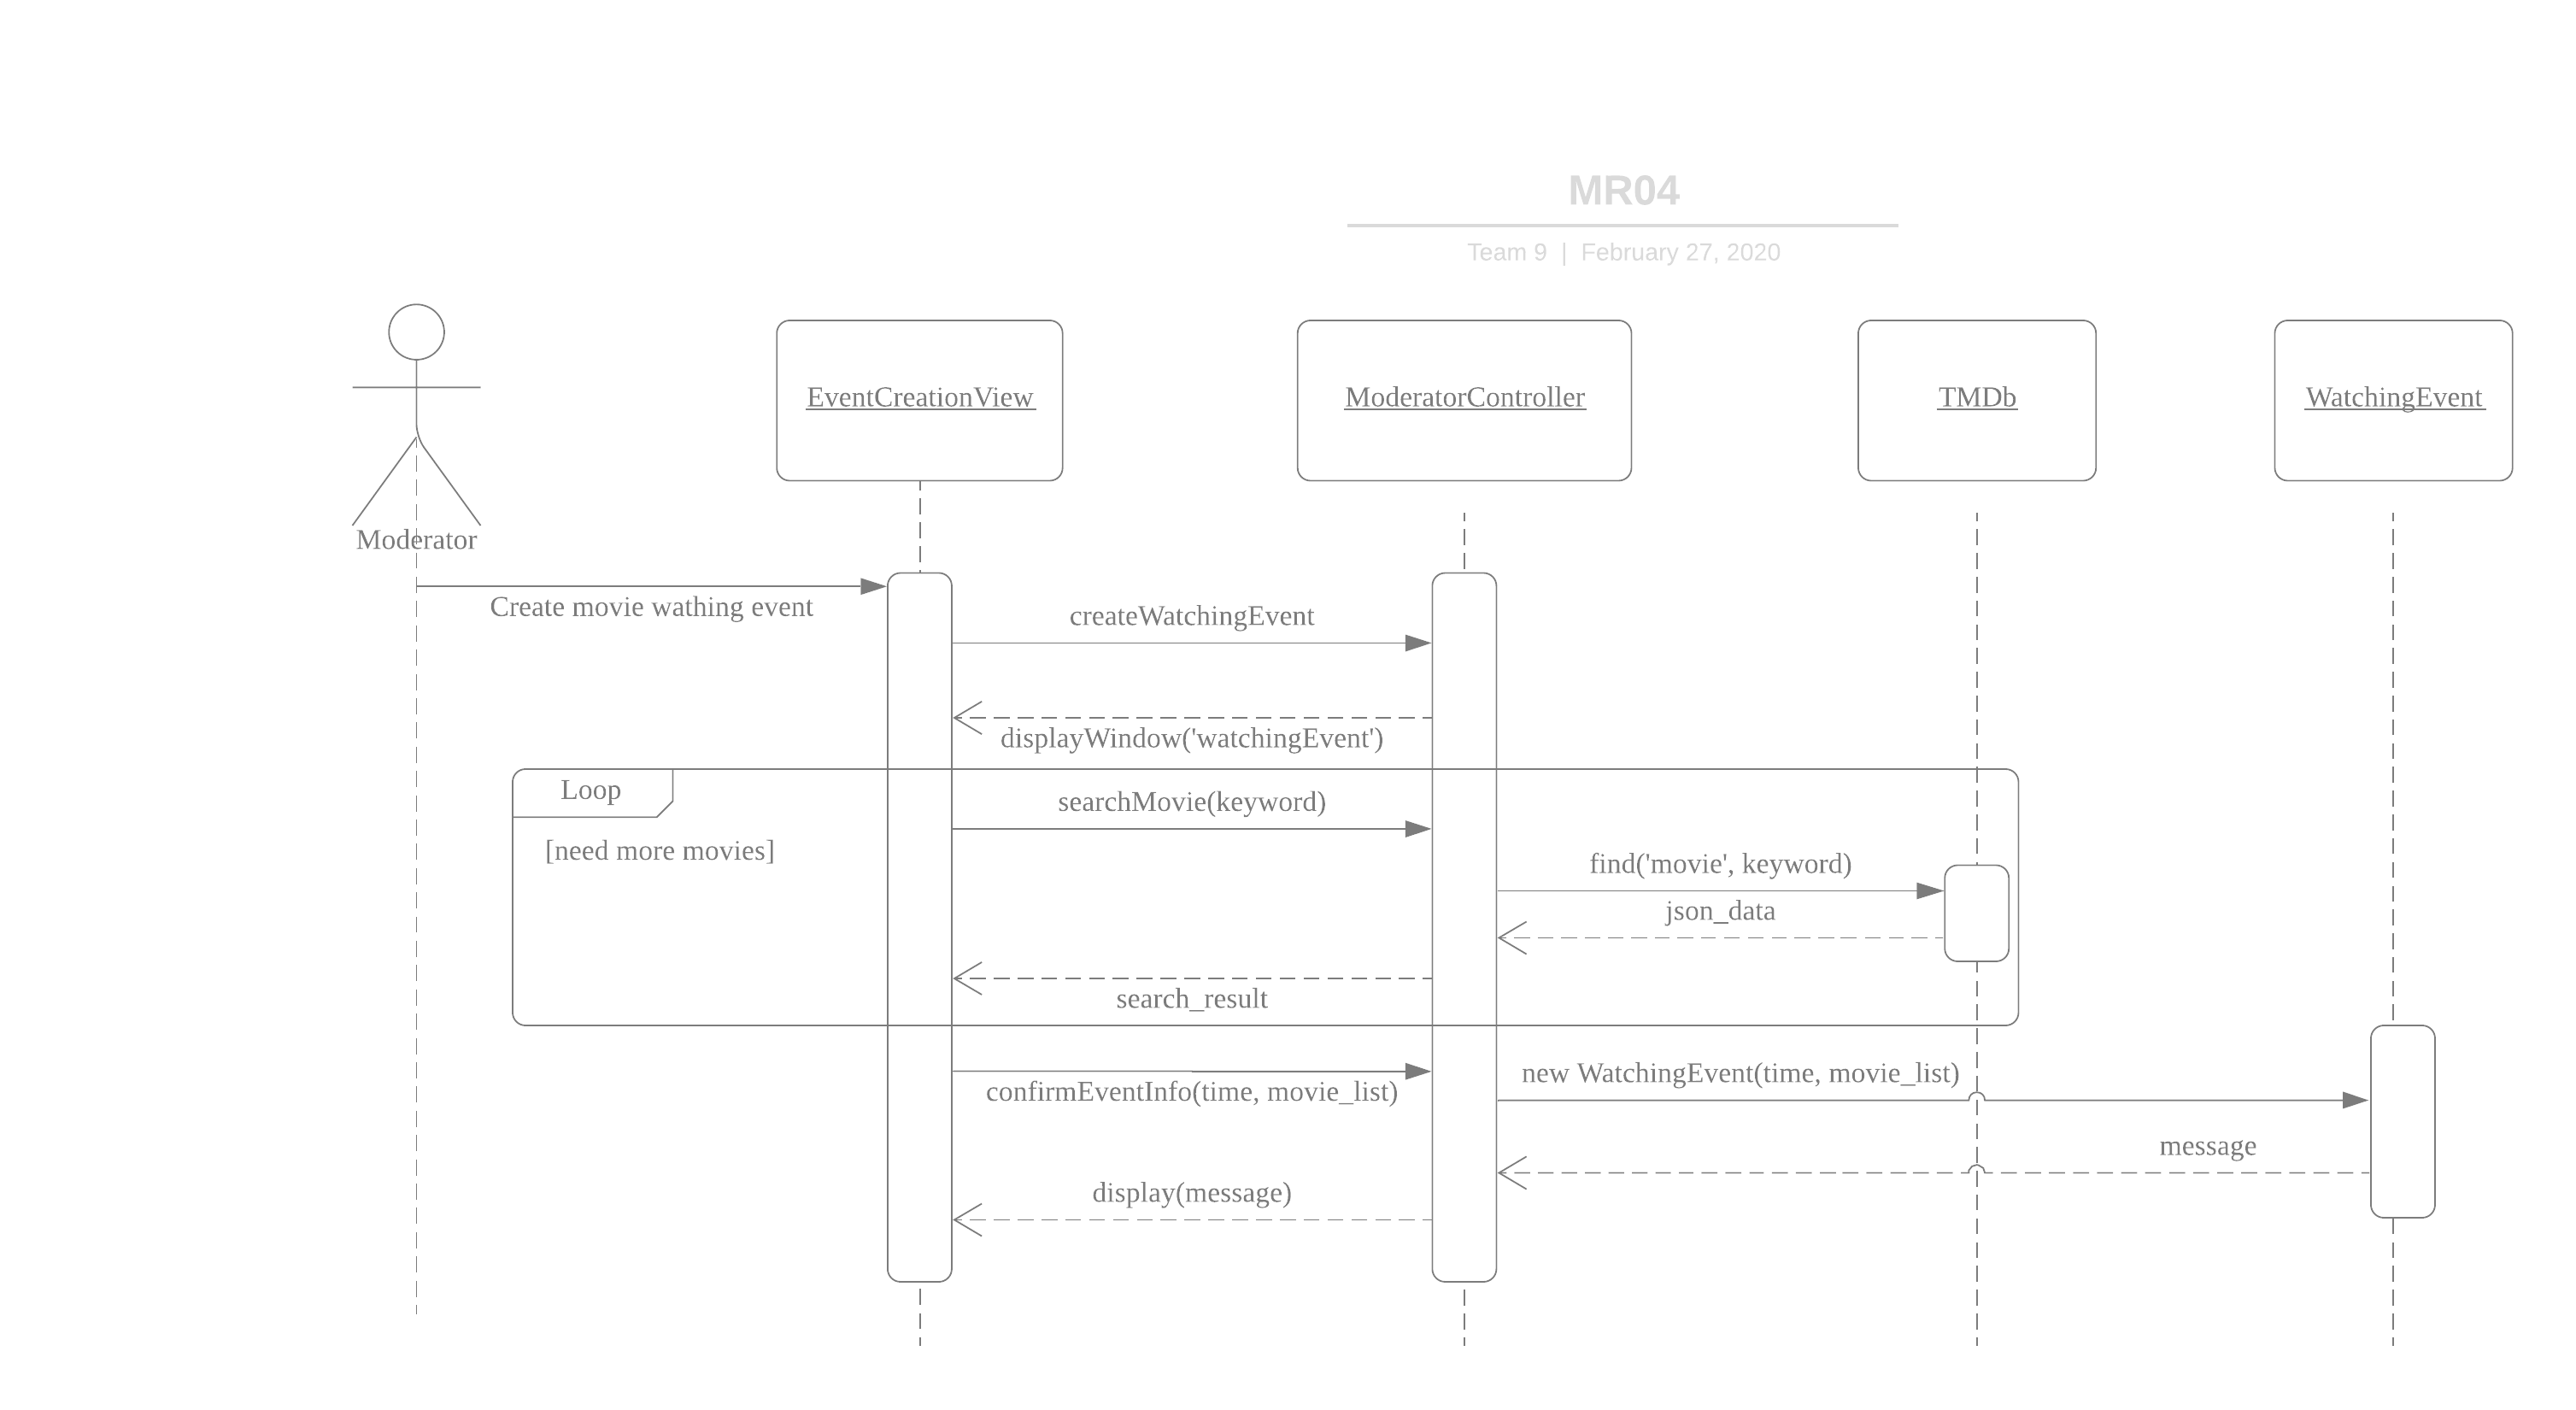 MR04
Team 9 | February 27, 2020
EventCreationView
ModeratorController
TMDb
WatchingEvent
Moderator
Create movie wathing event
createWatchingEvent
displayWindow('watchingEvent')
Loop
searchMovie(keyword)
[need more movies]
find('movie', keyword)
json_data
search_result
new WatchingEvent(time, movie_list)
confirmEventInfo(time, movie_list)
message
display(message)